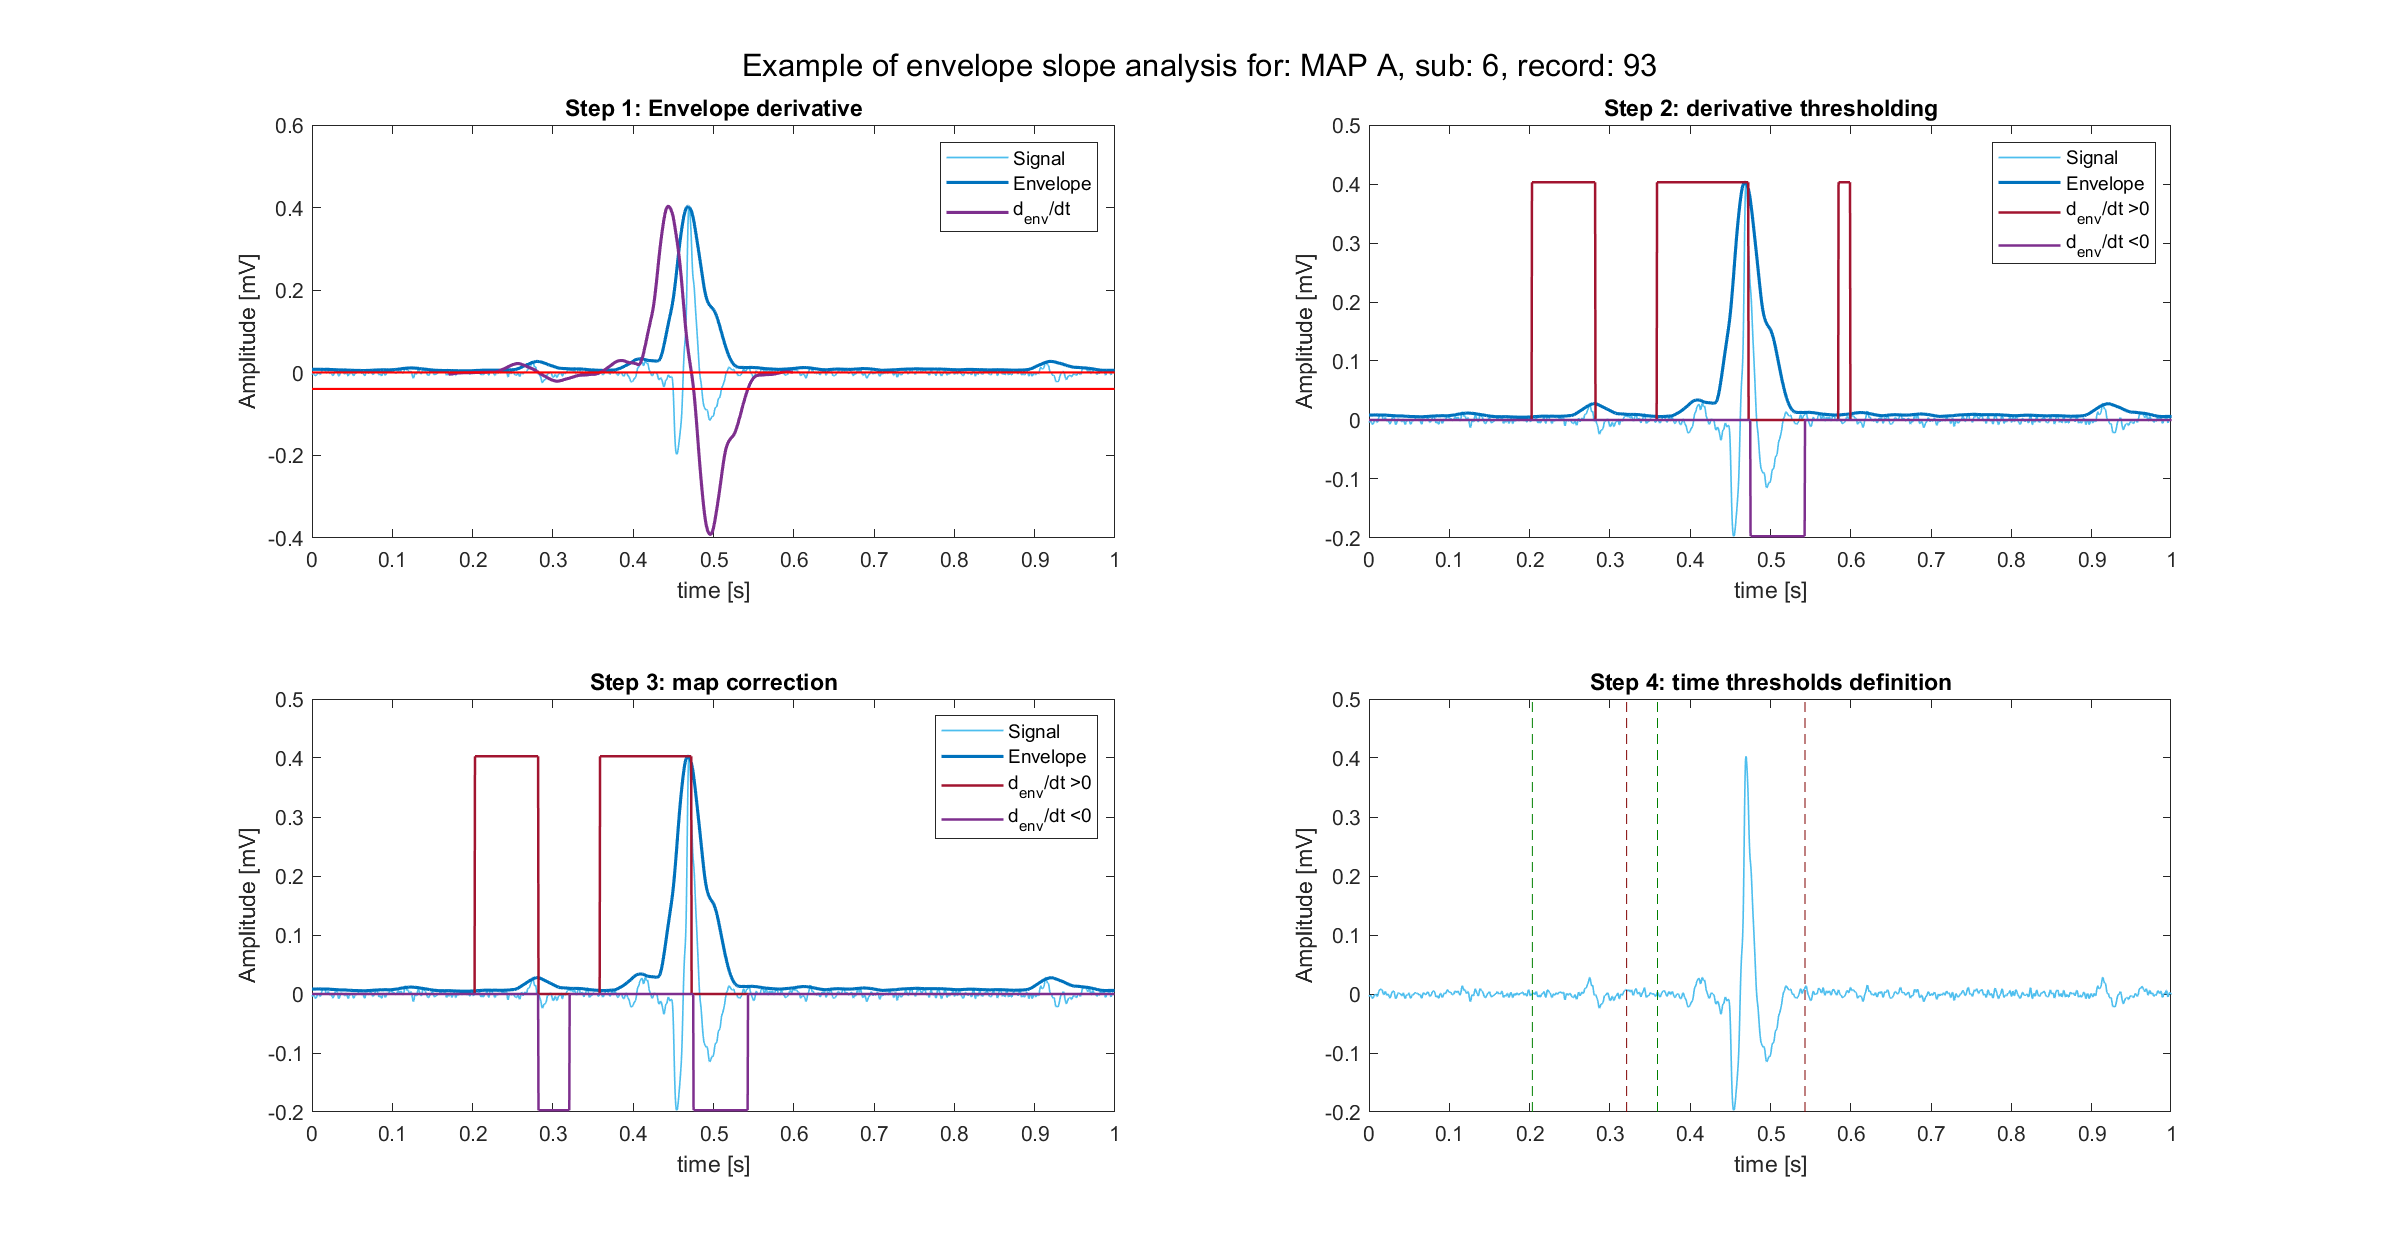 Example of envelope slope analysis for: MAP A, sub: 6, record: 93
Step 1: Envelope derivative
0.6
0.4
0.2
0
-0.2
-0.4
Amplitude [mV]
0 0.1 0.2 0.3 0.4 0.5 0.6 0.7 0.8 0.9 1
time [s]
Signal
Envelope
denv/dt
Step 2: derivative thresholding
0.5
0.4
0.3
0.2
0.1
0
-0.1
-0.2
Amplitude [mV]
0 0.1 0.2 0.3 0.4 0.5 0.6 0.7 0.8 0.9 1
time [s]
Signal
Envelope
denv/dt >0
denv/dt <0
Step 3: map correction
0.5
0.4
0.3
0.2
0.1
0
-0.1
-0.2
Amplitude [mV]
0 0.1 0.2 0.3 0.4 0.5 0.6 0.7 0.8 0.9 1
time [s]
Signal
Envelope
denv/dt >0
denv/dt <0
Step 4: time thresholds definition
0.5
0.4
0.3
0.2
0.1
0
-0.1
-0.2
Amplitude [mV]
0 0.1 0.2 0.3 0.4 0.5 0.6 0.7 0.8 0.9 1
time [s]